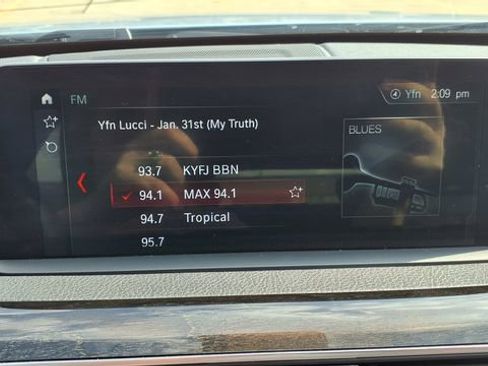 FM
Yfn 2:09 pm
Yfn Lucci - Jan. 31st (My Truth)
BLUES
93.7 KYFJ BBN
94.1 MAX 94.1
94.7 Tropical
95.7